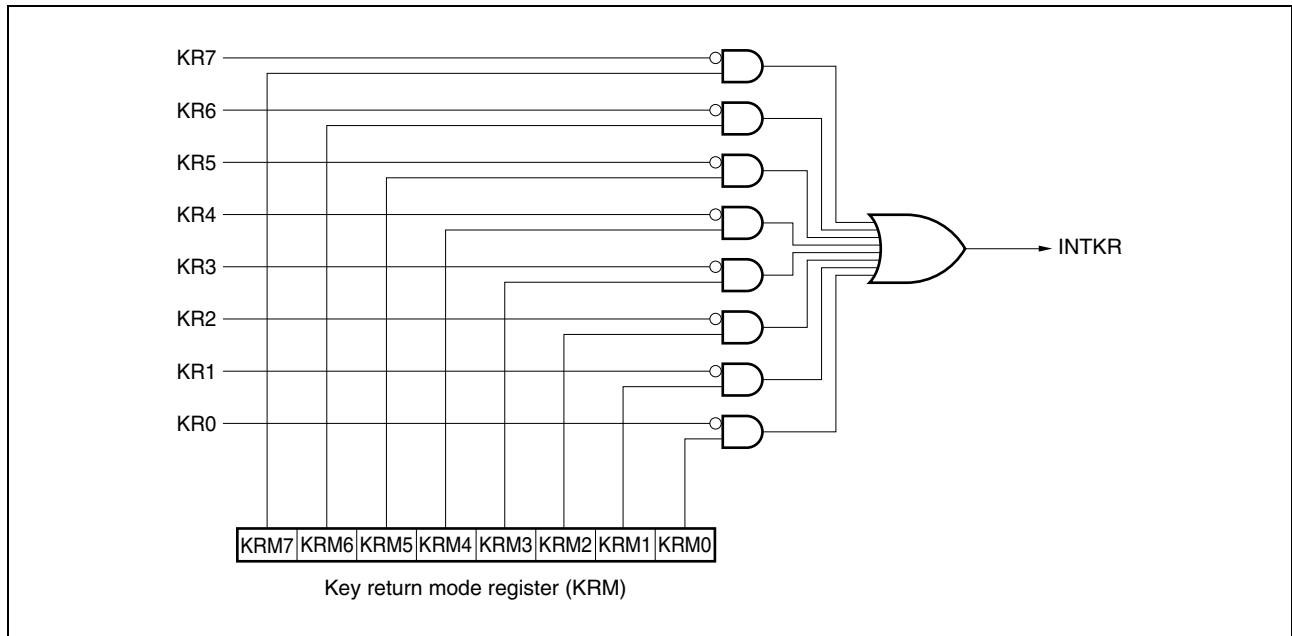 KR7
KR6
KR5
KR4
KR3
KR2
KR1
KR0
INTKR
KRM7 KRM6 KRM5 KRM4 KRM3 KRM2 KRM1 KRM0
Key return mode register (KRM)